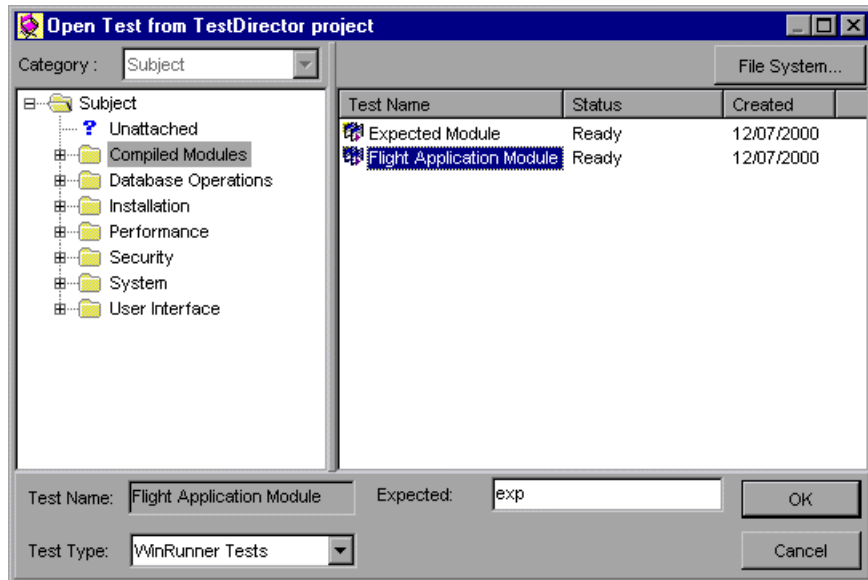 Open Test from TestDirector project
Category : Subject
File System...
Subject
Unattached
Compiled Modules
Database Operations
Installation
Performance
Security
System
User Interface
Test Name Status Created
Expected Module Ready 12/07/2000
Flight Application Module Ready 12/07/2000
Test Name: Flight Application Module Expected: exp OK
Test Type: WinRunner Tests Cancel